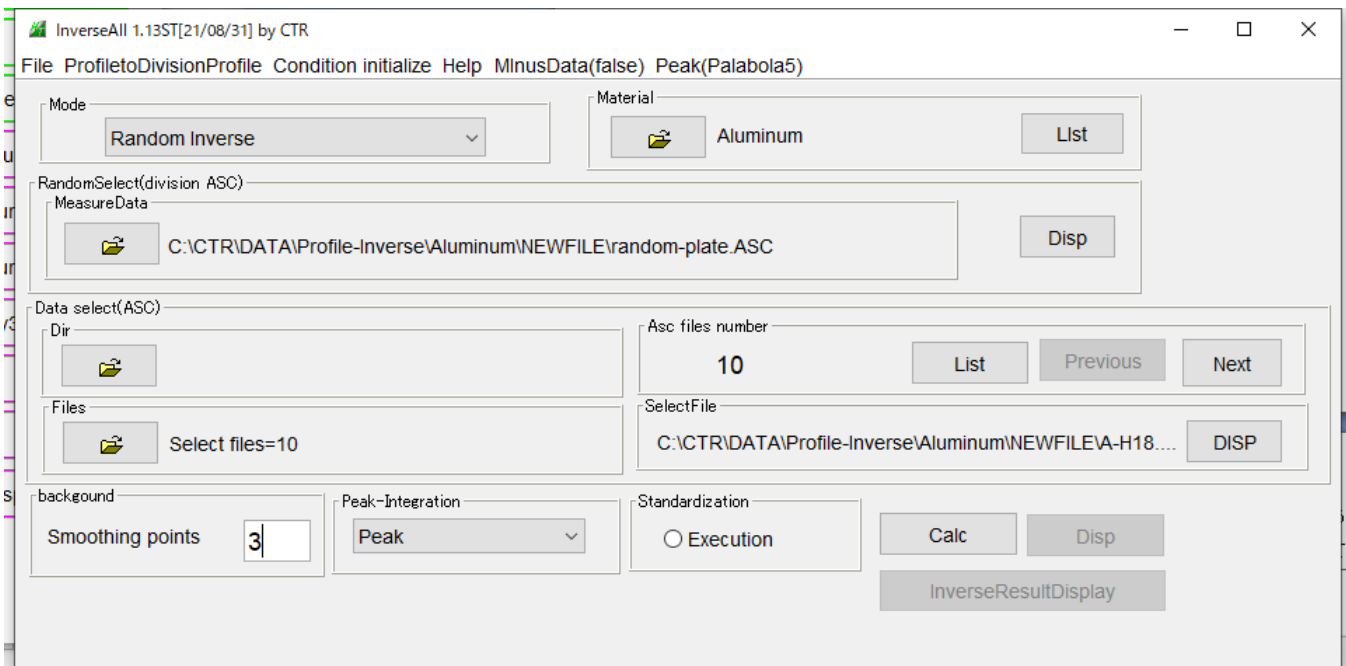 InverseAll 1.13ST[21/08/31] by CTR
File ProfiletoDivisionProfile Condition initialize Help MInusData(false) Peak(Palabola5)
Mode
Random Inverse
Material
Aluminum
LIst
RandomSelect(division ASC)
MeasureData
C:\CTR\DATA\Profile-Inverse\Aluminum\NEWFILE\random-plate.ASC
Disp
Data select(ASC)
Dir
Asc files number
10
List
Previous
Next
Files
Select files=10
SelectFile
C:\CTR\DATA\Profile-Inverse\Aluminum\NEWFILE\A-H18....
DISP
backgound
Smoothing points
3
Peak-Integration
Peak
Standardization
Execution
Calc
Disp
InverseResultDisplay